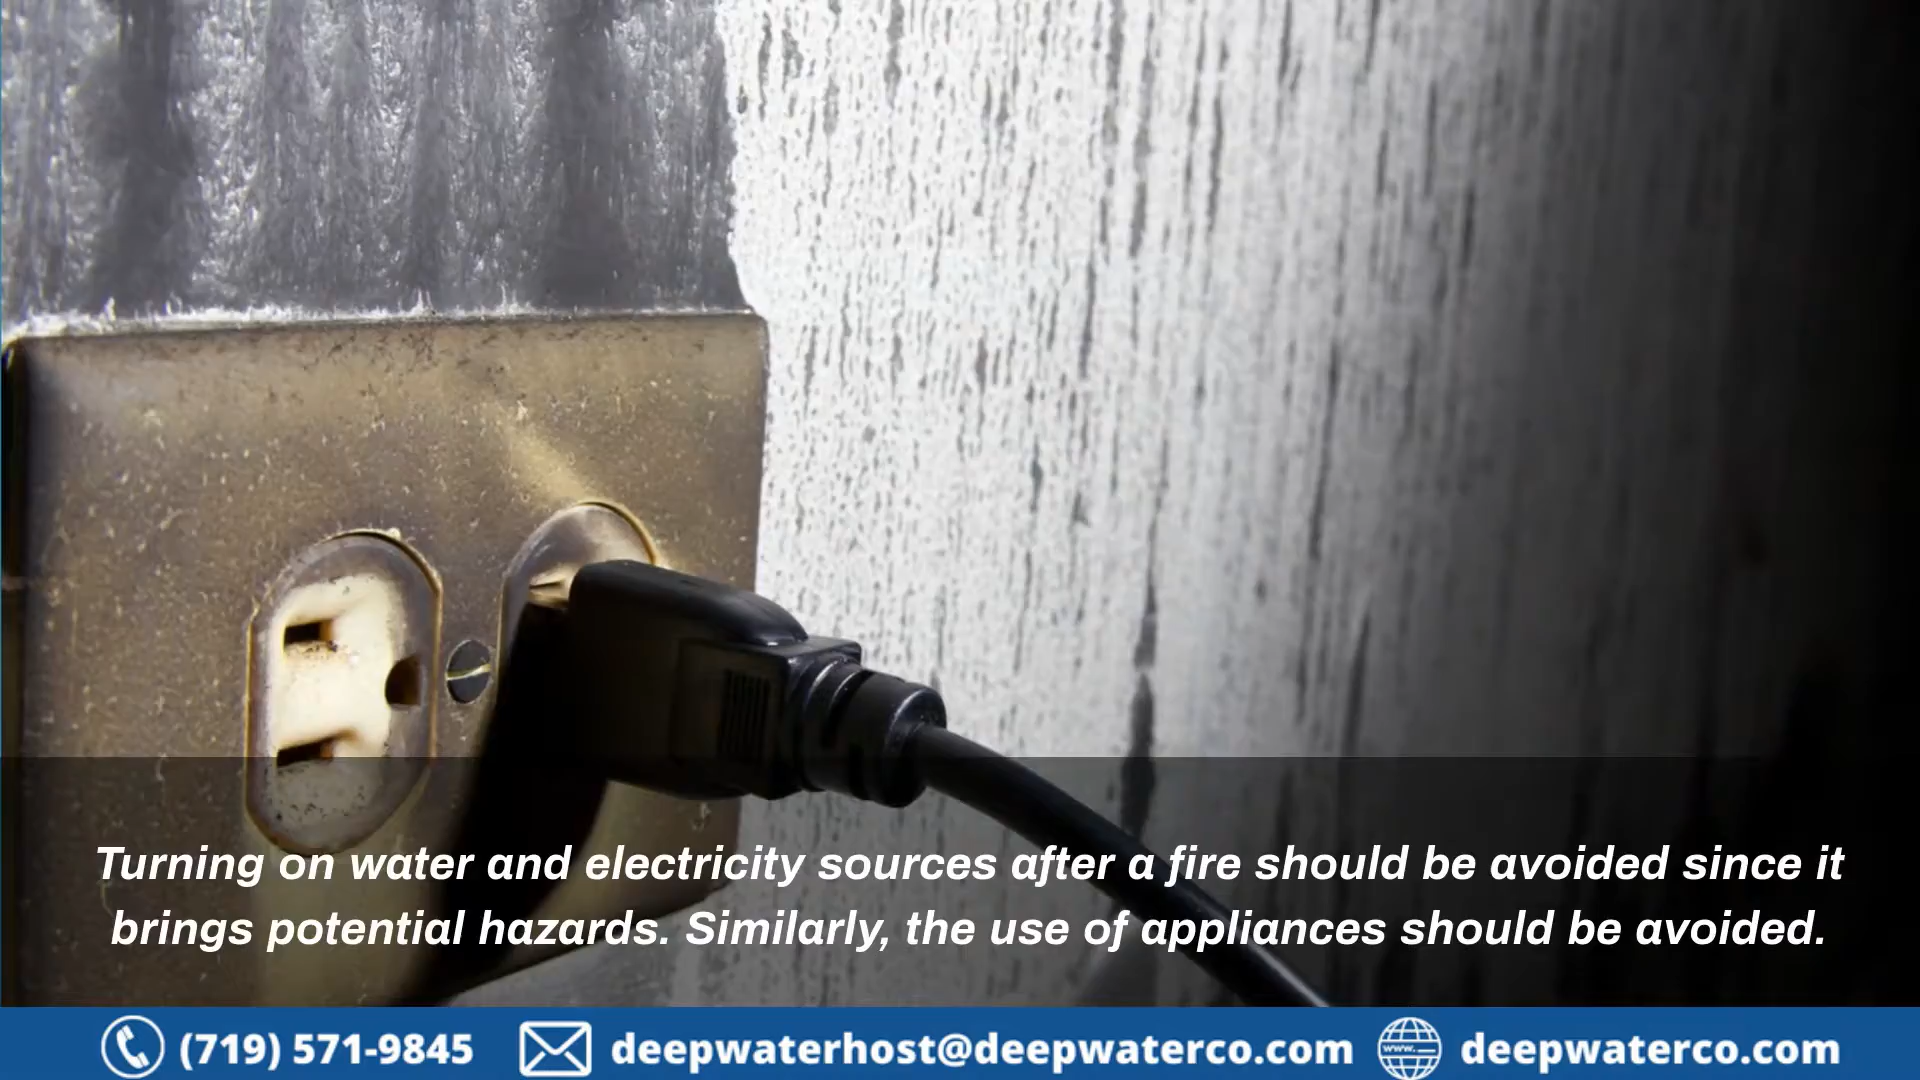 Turning on water and electricity sources after a fire should be avoided since it
brings potential hazards. Similarly, the use of appliances should be avoided.
(719) 571-9845 deepwaterhost@deepwaterco.com www. deepwaterco.com